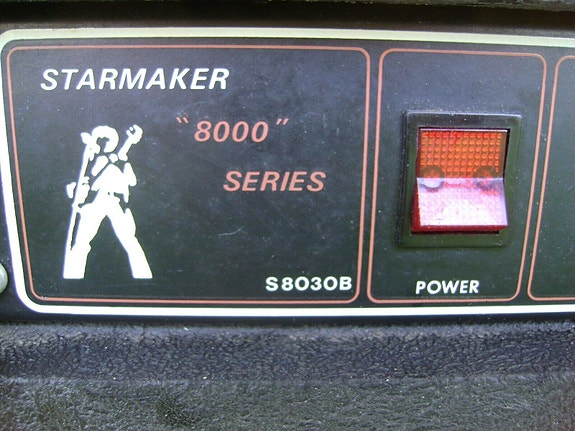 STARMAKER
"8000"
SERIES
S8030B
POWER